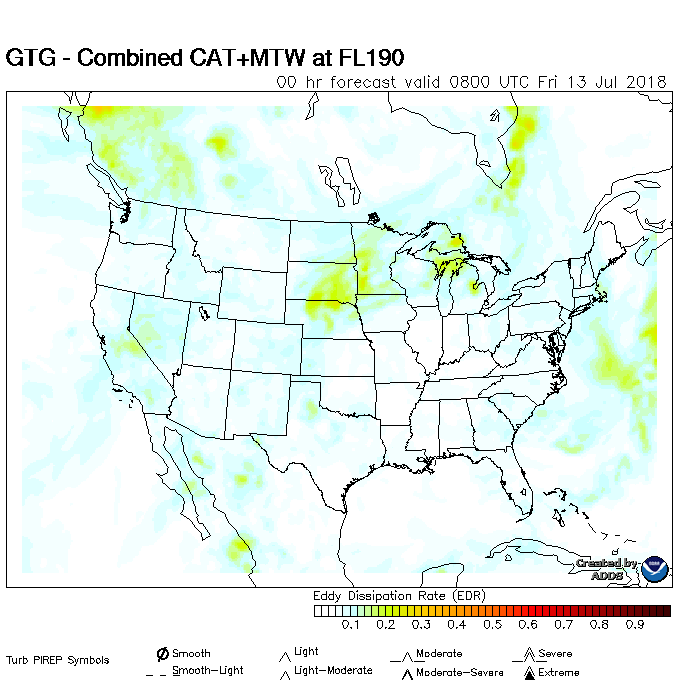 GTG - Combined CAT+MTW at FL190
00 hr forecast valid 0800 UTC Fri 13 Jul 2018
Created by
ADDS
Eddy Dissipation Rate (EDR)
0.1 0.2 0.3 0.4 0.5 0.6 0.7 0.8 0.9
Turb PIREP Symbols
Smooth
Light
Moderate
Severe
Smooth-Light
Light-Moderate
Moderate-Severe
Extreme